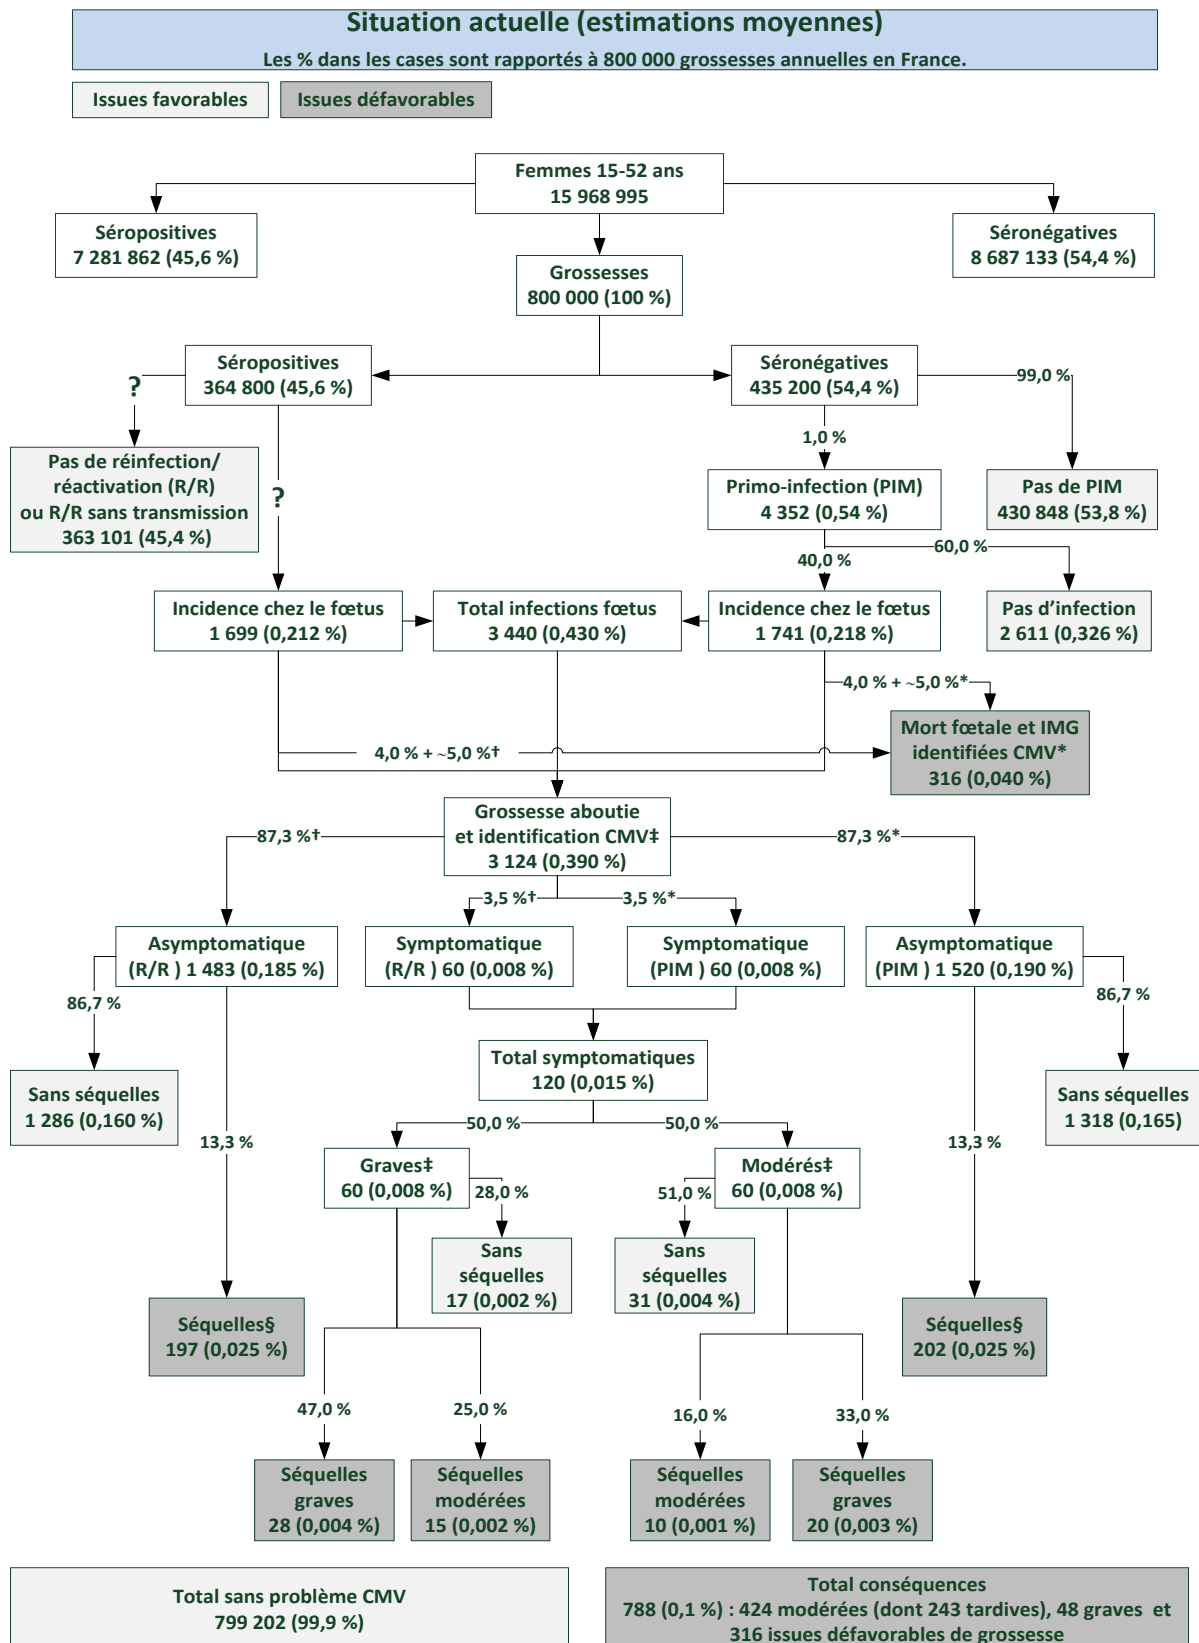 Situation actuelle (estimations moyennes)
Les % dans les cases sont rapportés à 800 000 grossesses annuelles en France.
Issues favorables
Issues défavorables
Femmes 15-52 ans
15 968 995
Séropositives
7 281 862 (45,6 %)
Séronégatives
8 687 133 (54,4 %)
Grossesses
800 000 (100 %)
Séropositives
364 800 (45,6 %)
Séronégatives
435 200 (54,4 %)
?
99,0 %
1,0 %
Pas de réinfection/
réactivation (R/R)
ou R/R sans transmission
363 101 (45,4 %)
?
Primo-infection (PIM)
4 352 (0,54 %)
Pas de PIM
430 848 (53,8 %)
60,0 %
40,0 %
Incidence chez le fœtus
1 699 (0,212 %)
Total infections fœtus
3 440 (0,430 %)
Incidence chez le fœtus
1 741 (0,218 %)
Pas d’infection
2 611 (0,326 %)
4,0 % + ~5,0 %*
4,0 % + ~5,0 %†
Mort fœtale et IMG
identifiées CMV*
316 (0,040 %)
Grossesse aboutie
et identification CMV‡
3 124 (0,390 %)
87,3 %†
87,3 %*
3,5 %†
3,5 %*
Asymptomatique
(R/R ) 1 483 (0,185 %)
Symptomatique
(R/R ) 60 (0,008 %)
Symptomatique
(PIM ) 60 (0,008 %)
Asymptomatique
(PIM ) 1 520 (0,190 %)
86,7 %
86,7 %
Total symptomatiques
120 (0,015 %)
Sans séquelles
1 286 (0,160 %)
Sans séquelles
1 318 (0,165)
50,0 %
50,0 %
13,3 %
13,3 %
Graves‡
60 (0,008 %)
Modérés‡
60 (0,008 %)
28,0 %
51,0 %
Sans
séquelles
17 (0,002 %)
Sans
séquelles
31 (0,004 %)
Séquelles§
197 (0,025 %)
Séquelles§
202 (0,025 %)
47,0 %
25,0 %
16,0 %
33,0 %
Séquelles
graves
28 (0,004 %)
Séquelles
modérées
15 (0,002 %)
Séquelles
modérées
10 (0,001 %)
Séquelles
graves
20 (0,003 %)
Total sans problème CMV
799 202 (99,9 %)
Total conséquences
788 (0,1 %) : 424 modérées (dont 243 tardives), 48 graves et
316 issues défavorables de grossesse